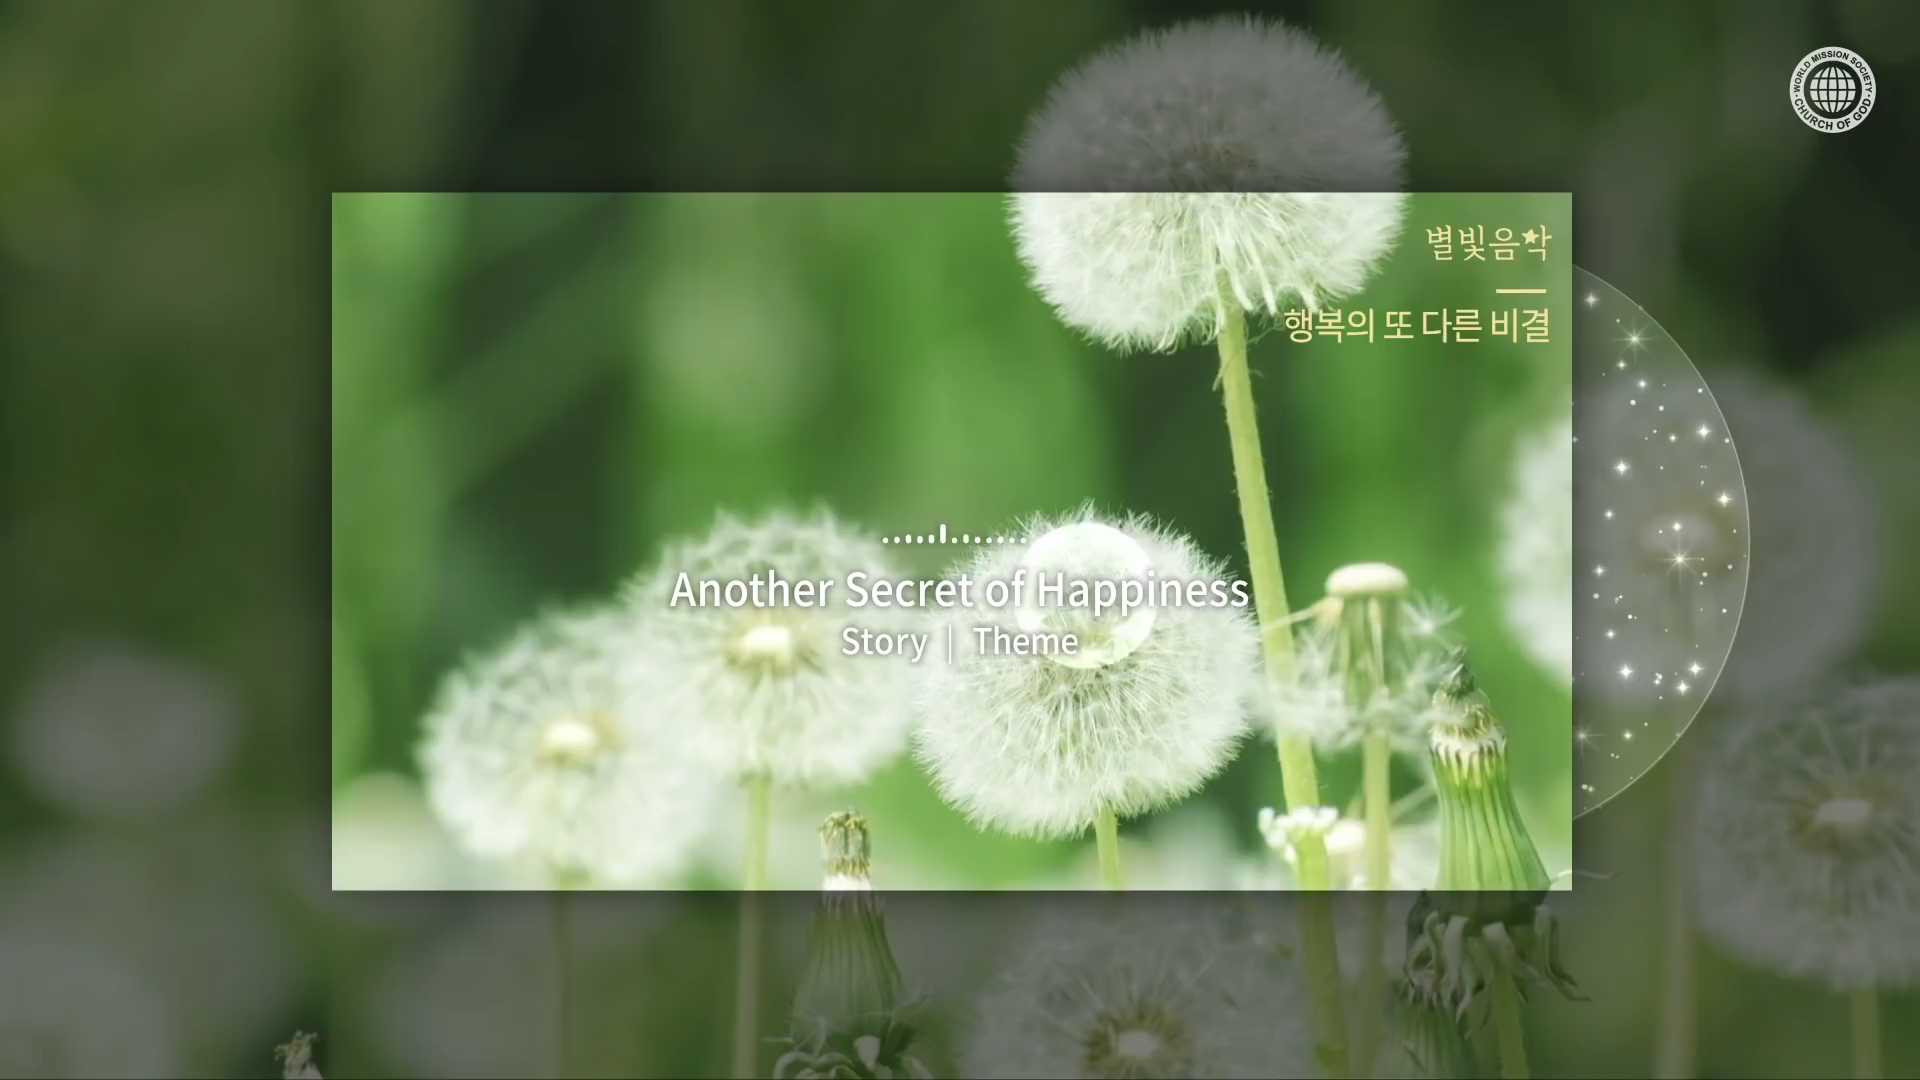 WORLD MISSION SOCIETY
CHURCH OF GOD
별빛음악
행복의 또 다른 비결
Another Secret of Happiness
Story | Theme